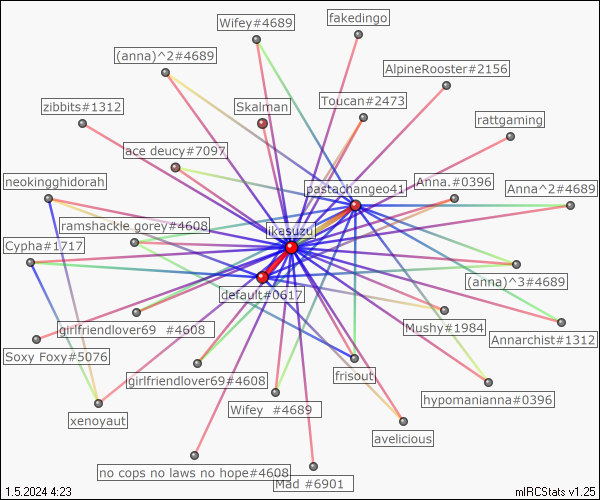 Wifey#4689
fakedingo
(anna)^2#4689
AlpineRooster#2156
zibbits#1312
Skalman
Toucan#2473
rattgaming
ace deucy#7097
neokingghidorah
pastachangeo41
Anna.#0396
Anna^2#4689
ramshackle gorey#4608
ikasuzu
Cypha#1717
(anna)^3#4689
default#0617
girlfriendlover69 #4608
Mushy#1984
Annarchist#1312
Soxy Foxy#5076
girlfriendlover69#4608
frisout
hypomanianna#0396
xenoyaut
Wifey #4689
avelicious
no cops no laws no hope#4608
Mad #6901
1.5.2024 4:23
mIRCStats v1.25